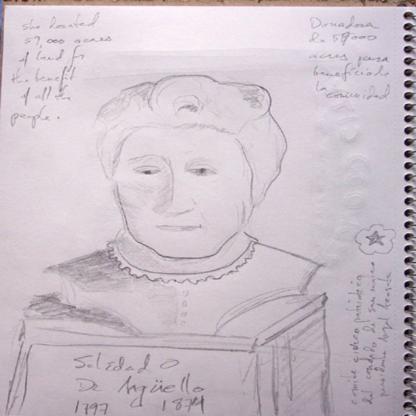 She donated
59,000 acres
of land for
the benefit
of all the
people.
Donadora
de 59000
acres para
beneficio de
la comunidad
Soledad O
De Argüello
1797 1874